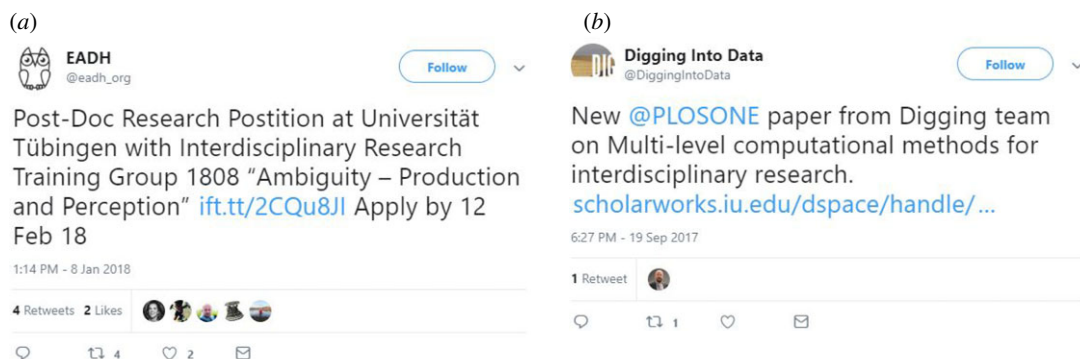 (a)
EADH
@eadh_org
Follow
Post-Doc Research Postition at Universität
Tübingen with Interdisciplinary Research
Training Group 1808 “Ambiguity – Production
and Perception” ift.tt/2CQu8JI Apply by 12
Feb 18
1:14 PM - 8 Jan 2018
4 Retweets 2 Likes
4 2
(b)
DIG
Digging Into Data
@DiggingIntoData
Follow
New @PLOSONE paper from Digging team
on Multi-level computational methods for
interdisciplinary research.
scholarworks.iu.edu/dspace/handle/...
6:27 PM - 19 Sep 2017
1 Retweet
1